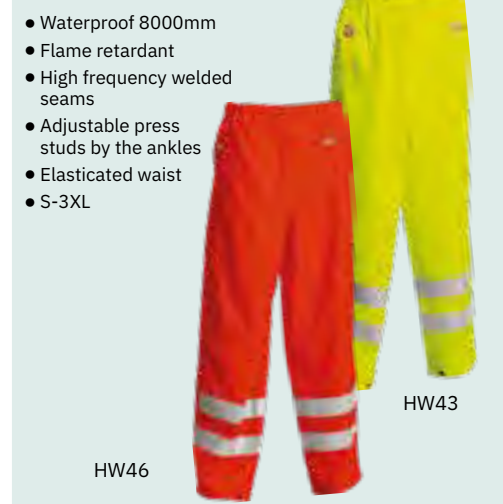 ● Waterproof 8000mm
● Flame retardant
● High frequency welded
seams
● Adjustable press
studs by the ankles
● Elasticated waist
● S-3XL
HW43
HW46